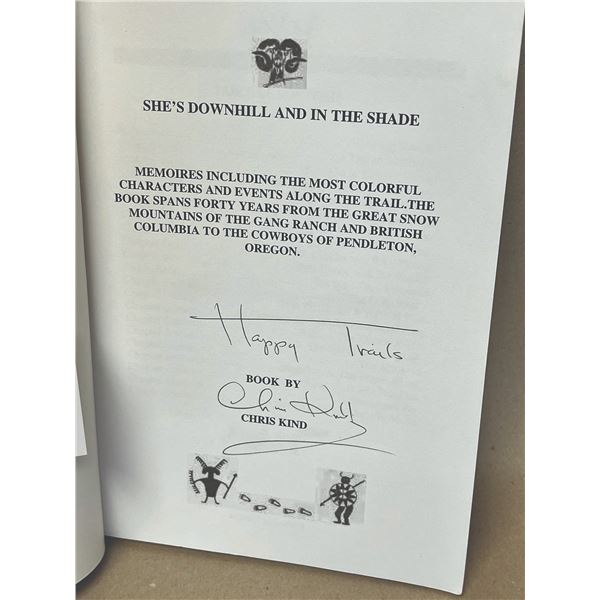 SHE'S DOWNHILL AND IN THE SHADE
MEMOIRES INCLUDING THE MOST COLORFUL
CHARACTERS AND EVENTS ALONG THE TRAIL.THE
BOOK SPANS FORTY YEARS FROM THE GREAT SNOW
MOUNTAINS OF THE GANG RANCH AND BRITISH
COLUMBIA TO THE COWBOYS OF PENDLETON,
OREGON.
Happy Trails
BOOK BY
Chris Kind
CHRIS KIND